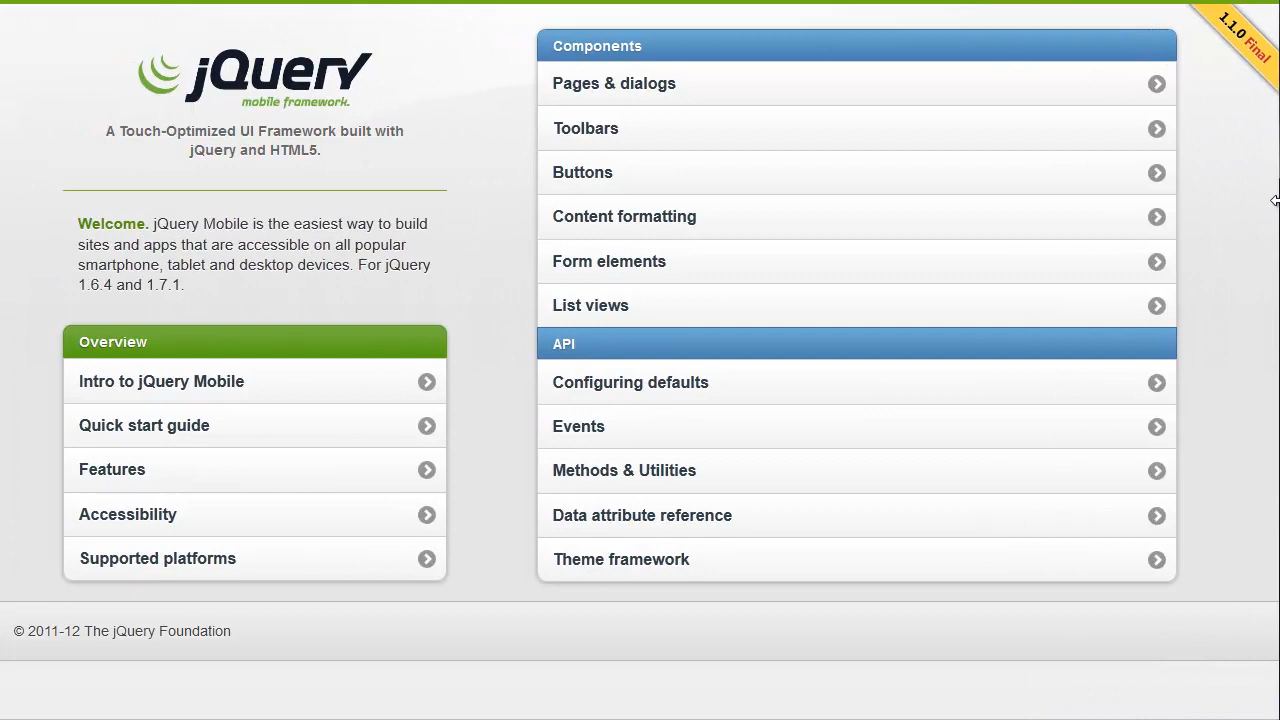 jQuery
mobile framework.
A Touch-Optimized UI Framework built with
jQuery and HTML5.
Welcome. jQuery Mobile is the easiest way to build
sites and apps that are accessible on all popular
smartphone, tablet and desktop devices. For jQuery
1.6.4 and 1.7.1.
Overview
Intro to jQuery Mobile
Quick start guide
Features
Accessibility
Supported platforms
Components
Pages & dialogs
Toolbars
Buttons
Content formatting
Form elements
List views
API
Configuring defaults
Events
Methods & Utilities
Data attribute reference
Theme framework
1.1.0 Final
© 2011-12 The jQuery Foundation